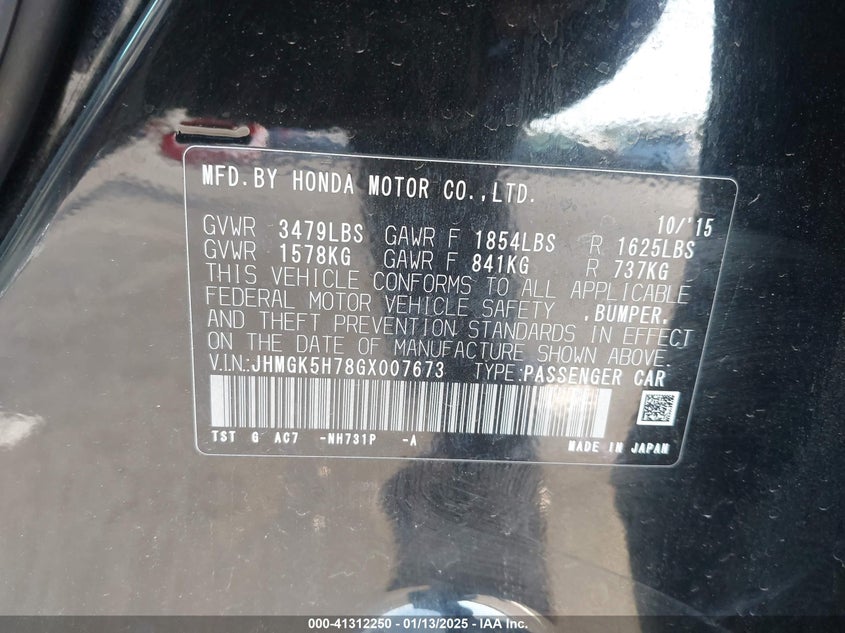 MFD.BY HONDA MOTOR CO.,LTD.
10/'15
GVWR 3479LBS GAWR F 1854LBS R 1625LBS
GVWR 1578KG GAWR F 841KG R 737KG
THIS VEHICLE CONFORMS TO ALL APPLICABLE
FEDERAL MOTOR VEHICLE SAFETY ,BUMPER,
AND THEFT PREVENTION STANDARDS IN EFFECT
ON THE DATE OF MANUFACTURE SHOWN ABOVE.
V.I.N.:JHMGK5H78GX007673 TYPE:PASSENGER CAR
TST G AC7 -NH731P -A
MADE IN JAPAN
000-41312250 - 01/13/2025 - IAAI.COM